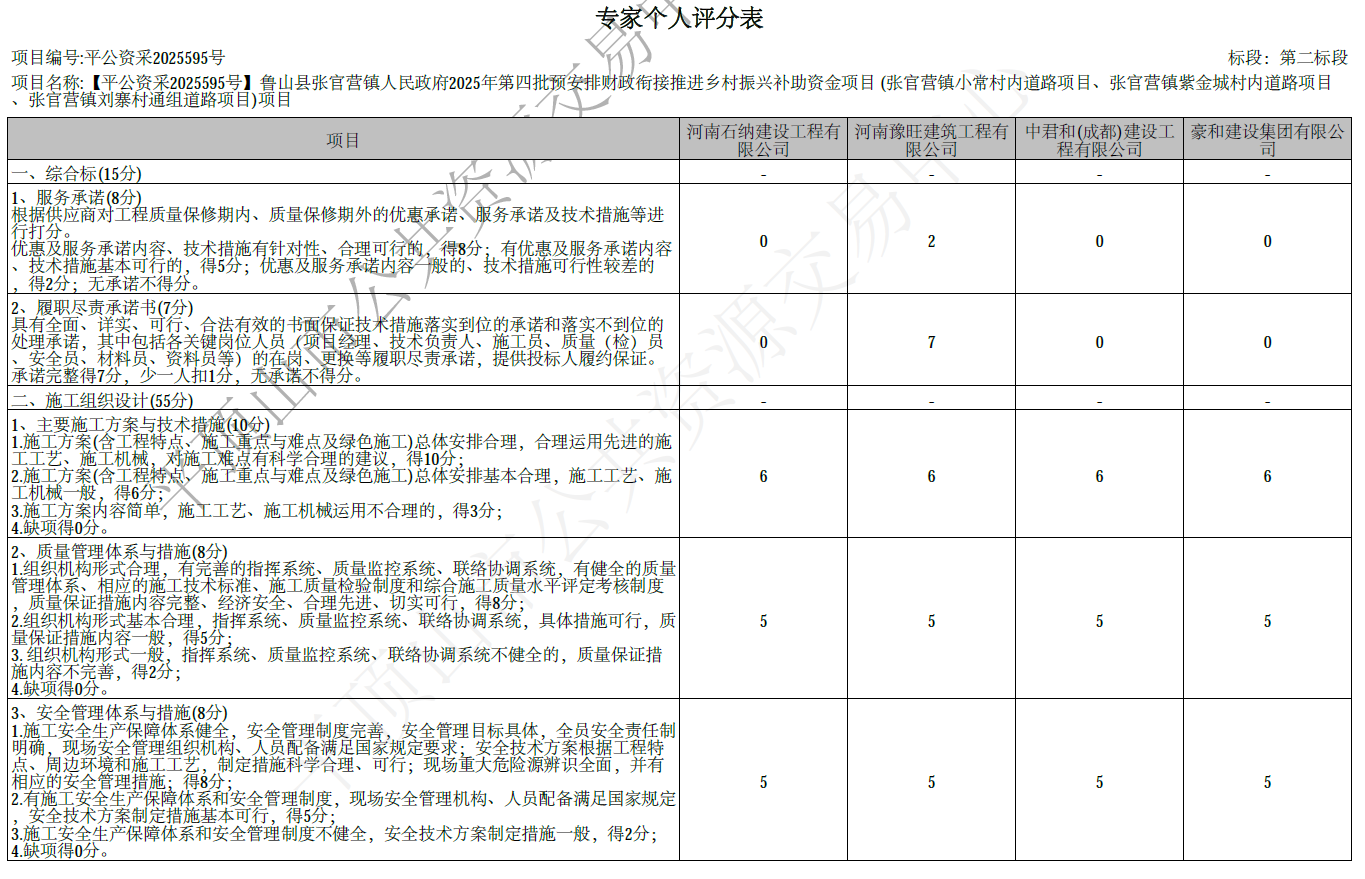 专家个人评分表
项目编号:平公资采2025595号
标段：第二标段
项目名称:【平公资采2025595号】鲁山县张官营镇人民政府2025年第四批预安排财政衔接推进乡村振兴补助资金项目 (张官营镇小常村内道路项目、张官营镇紫金城村内道路项目
、张官营镇刘寨村通组道路项目)项目
项目
河南石纳建设工程有
限公司
河南豫旺建筑工程有
限公司
中君和(成都)建设工
程有限公司
豪和建设集团有限公
司
一、综合标(15分)
- - - -
1、服务承诺(8分)
根据供应商对工程质量保修期内、质量保修期外的优惠承诺、服务承诺及技术措施等进
行打分。
优惠及服务承诺内容、技术措施有针对性、合理可行的，得8分；有优惠及服务承诺内容
、技术措施基本可行的，得5分；优惠及服务承诺内容一般的、技术措施可行性较差的
，得2分；无承诺不得分。
0 2 0 0
2、履职尽责承诺书(7分)
具有全面、详实、可行、合法有效的书面保证技术措施落实到位的承诺和落实不到位的
处理承诺，其中包括各关键岗位人员（项目经理、技术负责人、施工员、质量（检）员
、安全员、材料员、资料员等）的在岗、更换等履职尽责承诺，提供投标人履约保证。
承诺完整得7分，少一人扣1分，无承诺不得分。
0 7 0 0
二、施工组织设计(55分)
- - - -
1、主要施工方案与技术措施(10分)
1.施工方案(含工程特点、施工重点与难点及绿色施工)总体安排合理，合理运用先进的施
工工艺、施工机械，对施工难点有科学合理的建议，得10分；
2.施工方案(含工程特点、施工重点与难点及绿色施工)总体安排基本合理，施工工艺、施
工机械一般，得6分；
3.施工方案内容简单，施工工艺、施工机械运用不合理的，得3分；
4.缺项得0分。
6 6 6 6
2、质量管理体系与措施(8分)
1.组织机构形式合理，有完善的指挥系统、质量监控系统、联络协调系统，有健全的质量
管理体系、相应的施工技术标准、施工质量检验制度和综合施工质量水平评定考核制度
，质量保证措施内容完整、经济安全、合理先进、切实可行，得8分；
2.组织机构形式基本合理，指挥系统、质量监控系统、联络协调系统，具体措施可行，质
量保证措施内容一般，得5分；
3. 组织机构形式一般，指挥系统、质量监控系统、联络协调系统不健全的，质量保证措
施内容不完善，得2分；
4.缺项得0分。
5 5 5 5
3、安全管理体系与措施(8分)
1.施工安全生产保障体系健全，安全管理制度完善，安全管理目标具体，全员安全责任制
明确，现场安全管理组织机构、人员配备满足国家规定要求；安全技术方案根据工程特
点、周边环境和施工工艺，制定措施科学合理、可行；现场重大危险源辨识全面，并有
相应的安全管理措施；得8分；
2.有施工安全生产保障体系和安全管理制度，现场安全管理机构、人员配备满足国家规定
，安全技术方案制定措施基本可行，得5分；
3.施工安全生产保障体系和安全管理制度不健全，安全技术方案制定措施一般，得2分；
4.缺项得0分。
5 5 5 5
平顶山市公共资源交易中
平顶山市公共资源交易中心